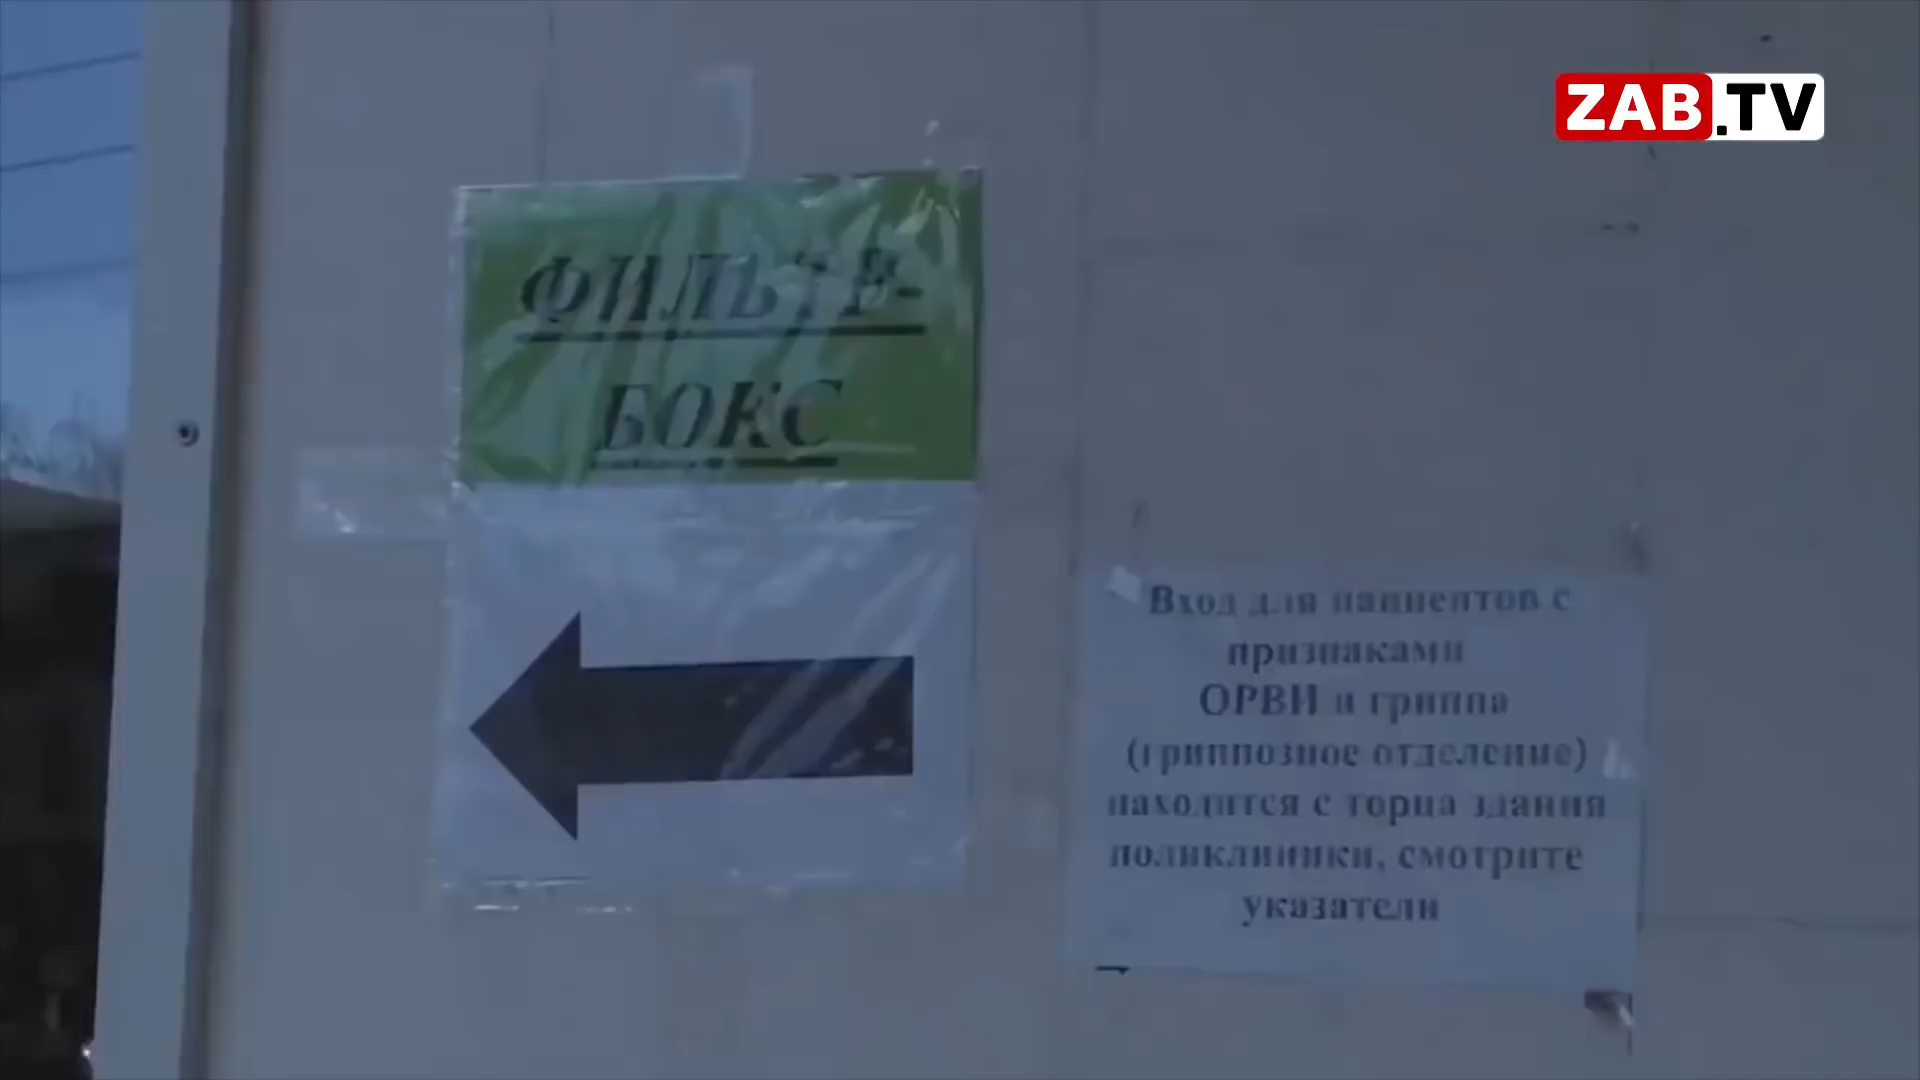 ZAB.TV
ФИЛЬТР-
БОКС
Вход для пациентов с
признаками
ОРВИ и гриппа
(гриппозное отделение)
находится с торца здания
поликлиники, смотрите
указатели